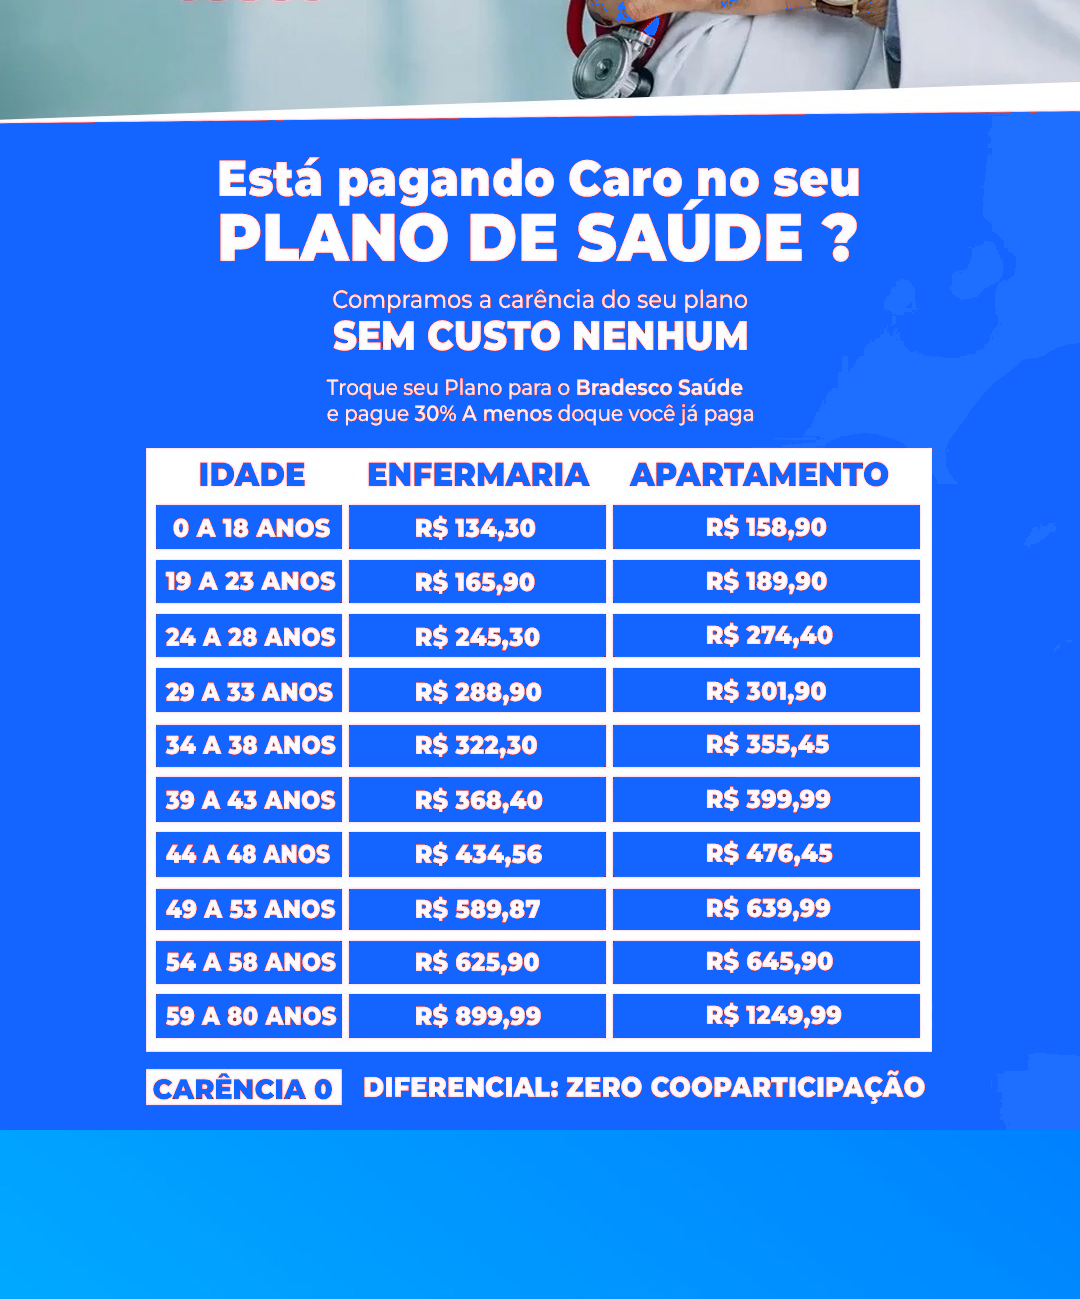 Está pagando Caro no seu
PLANO DE SAÚDE ?
Compramos a carência do seu plano
SEM CUSTO NENHUM
Troque seu Plano para o Bradesco Saúde
e pague 30% A menos doque você já paga
IDADE ENFERMARIA APARTAMENTO
0 A 18 ANOS R$ 134,30 R$ 158,90
19 A 23 ANOS R$ 165,90 R$ 189,90
24 A 28 ANOS R$ 245,30 R$ 274,40
29 A 33 ANOS R$ 288,90 R$ 301,90
34 A 38 ANOS R$ 322,30 R$ 355,45
39 A 43 ANOS R$ 368,40 R$ 399,99
44 A 48 ANOS R$ 434,56 R$ 476,45
49 A 53 ANOS R$ 589,87 R$ 639,99
54 A 58 ANOS R$ 625,90 R$ 645,90
59 A 80 ANOS R$ 899,99 R$ 1249,99
CARÊNCIA 0 DIFERENCIAL: ZERO COOPARTICIPAÇÃO